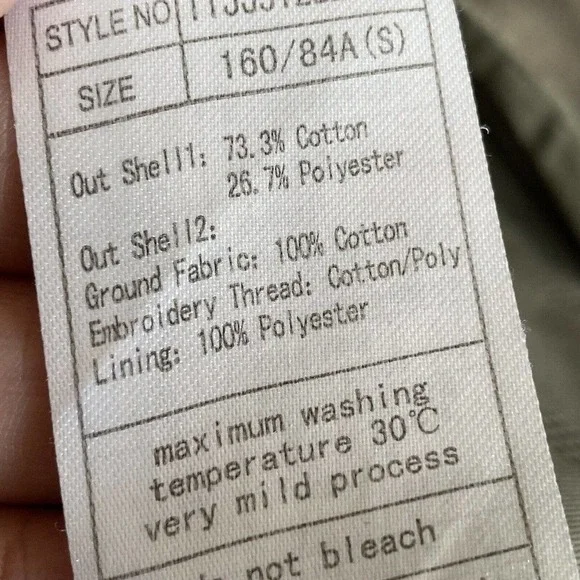 STYLE NO
SIZE 160/84A(S)
Out Shell1: 73.3% Cotton
26.7% Polyester
Out Shell2:
Ground Fabric: 100% Cotton
Embroidery Thread: Cotton/Poly
Lining: 100% Polyester
maximum washing
temperature 30℃
very mild process
not bleach